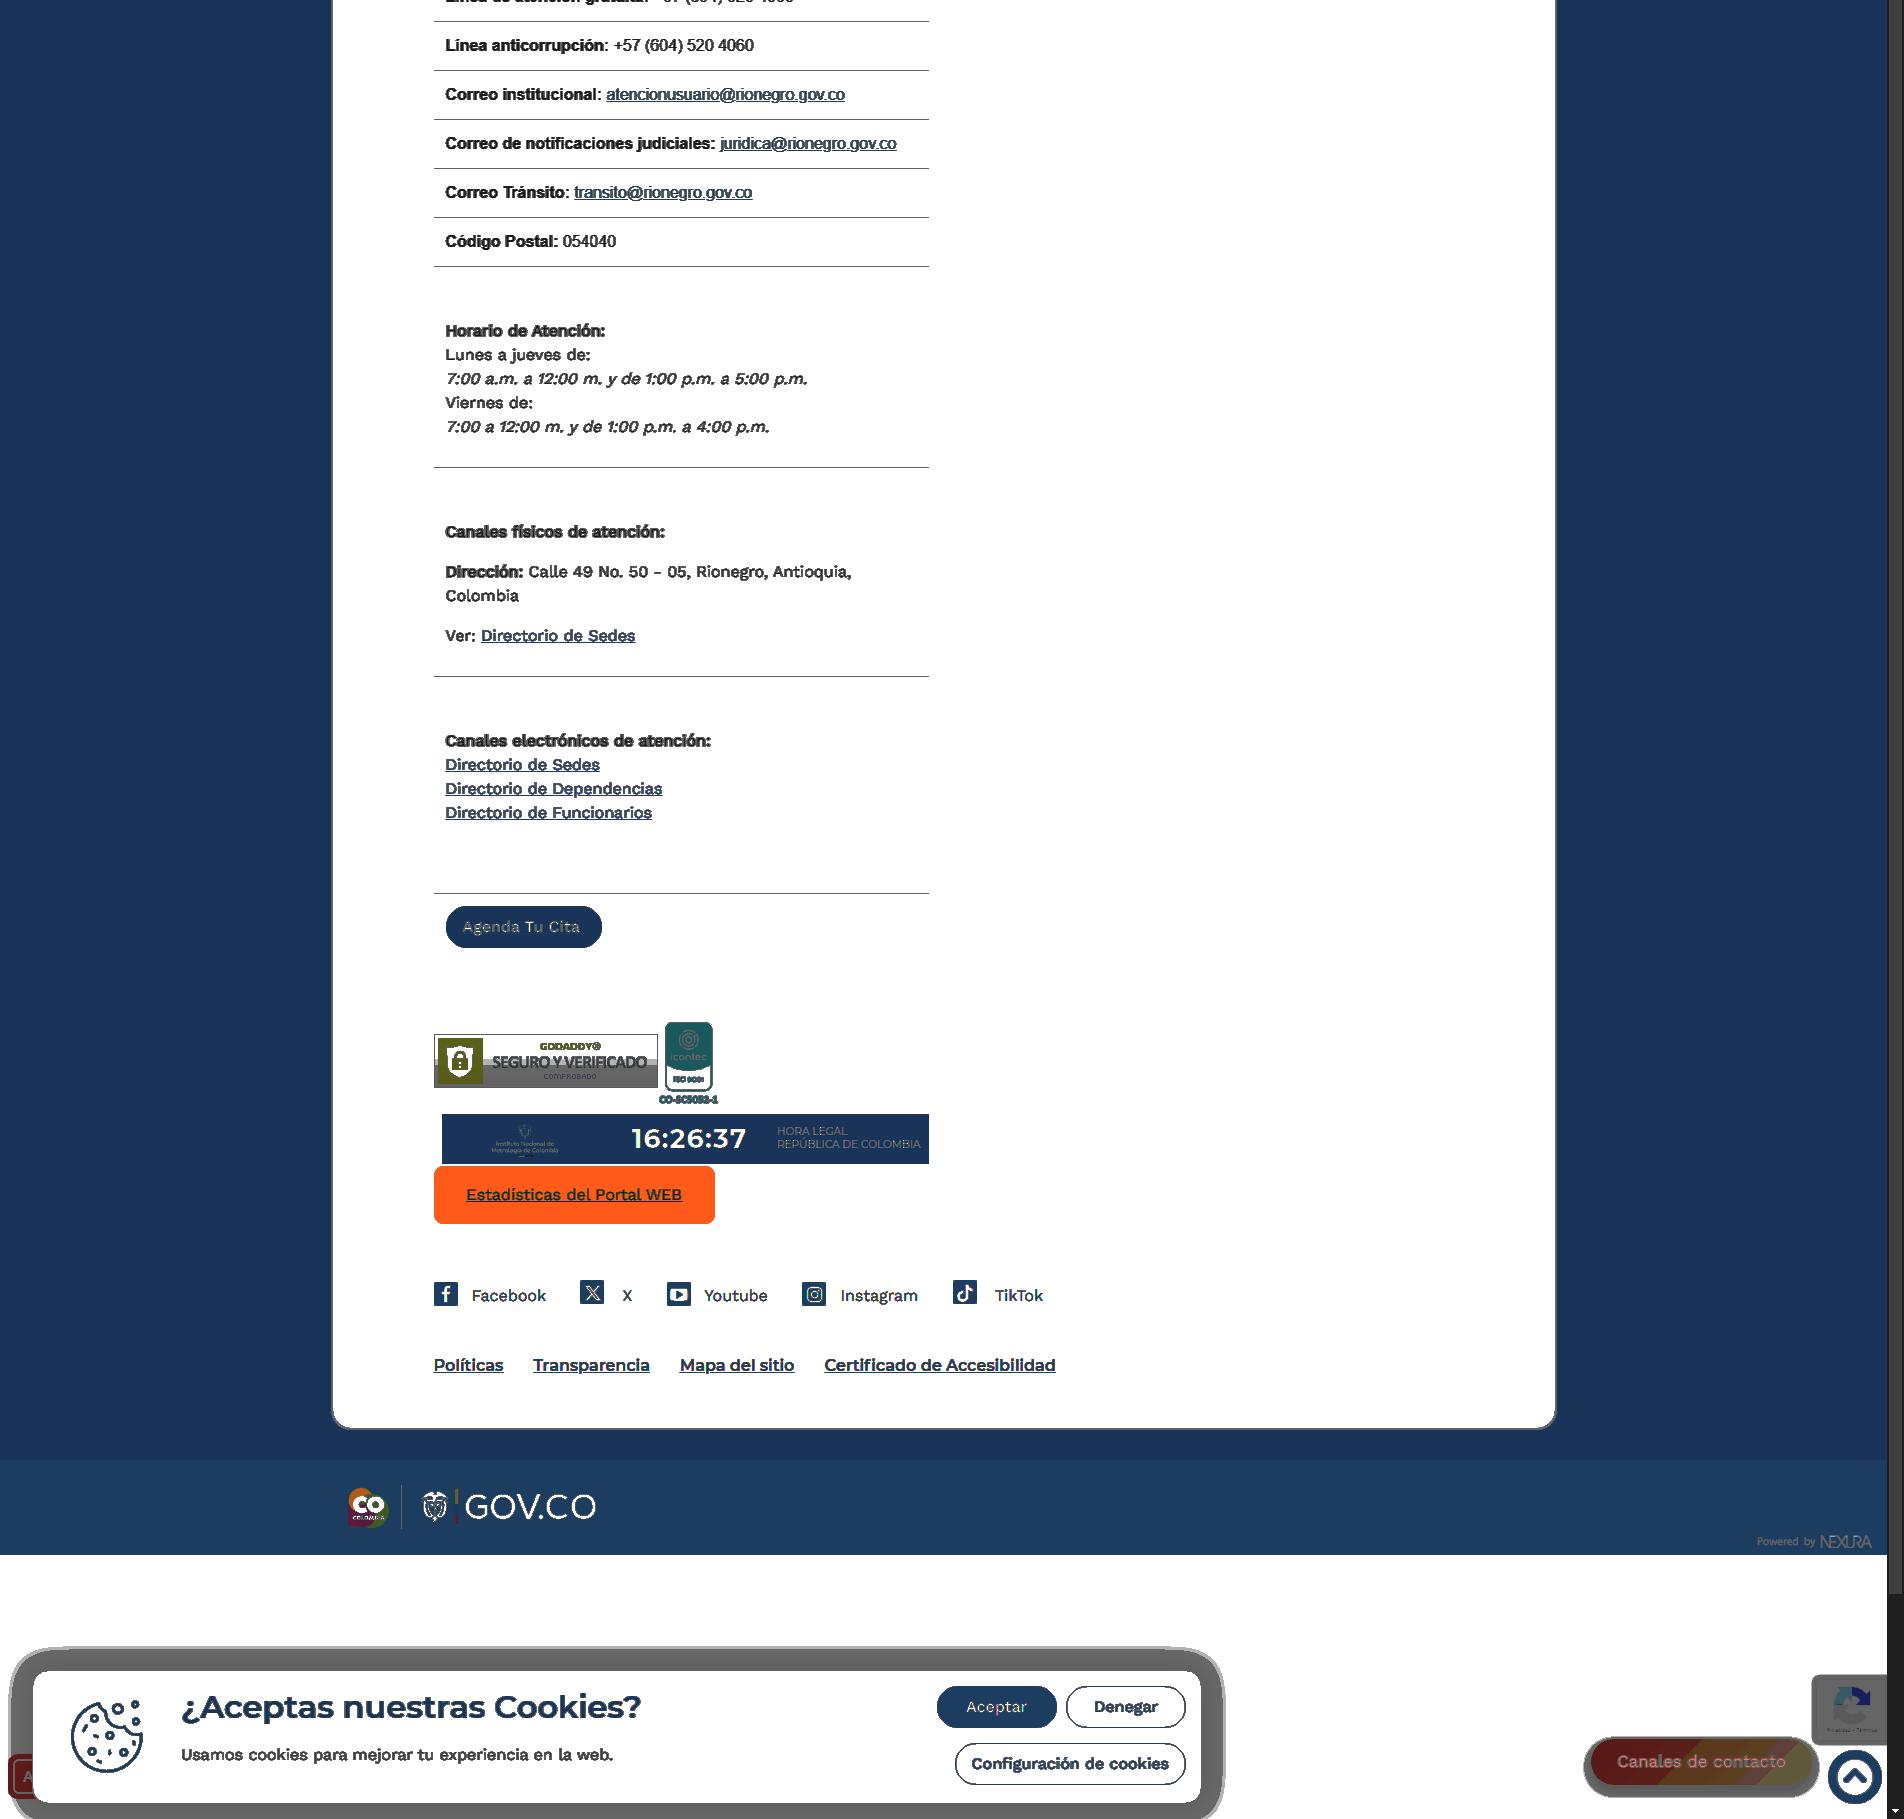 Línea anticorrupción: +57 (604) 520 4060
Correo institucional: atencionusuario@rionegro.gov.co
Correo de notificaciones judiciales: juridica@rionegro.gov.co
Correo Tránsito: transito@rionegro.gov.co
Código Postal: 054040
Horario de Atención:
Lunes a jueves de:
7:00 a.m. a 12:00 m. y de 1:00 p.m. a 5:00 p.m.
Viernes de:
7:00 a 12:00 m. y de 1:00 p.m. a 4:00 p.m.
Canales físicos de atención:
Dirección: Calle 49 No. 50 - 05, Rionegro, Antioquia,
Colombia
Ver: Directorio de Sedes
Canales electrónicos de atención:
Directorio de Sedes
Directorio de Dependencias
Directorio de Funcionarios
Agenda Tu Cita
GODADDY®
SEGURO Y VERIFICADO
COMPROBADO
icontec
ISO 9001
CO-SC5052-1
Instituto Nacional de
Metrología de Colombia
16:26:37
HORA LEGAL
REPÚBLICA DE COLOMBIA
Estadísticas del Portal WEB
Facebook X Youtube Instagram TikTok
Políticas Transparencia Mapa del sitio Certificado de Accesibilidad
CO
COLOMBIA
GOV.CO
Powered by NEXURA
¿Aceptas nuestras Cookies?
Usamos cookies para mejorar tu experiencia en la web.
Aceptar
Denegar
Configuración de cookies
Canales de contacto